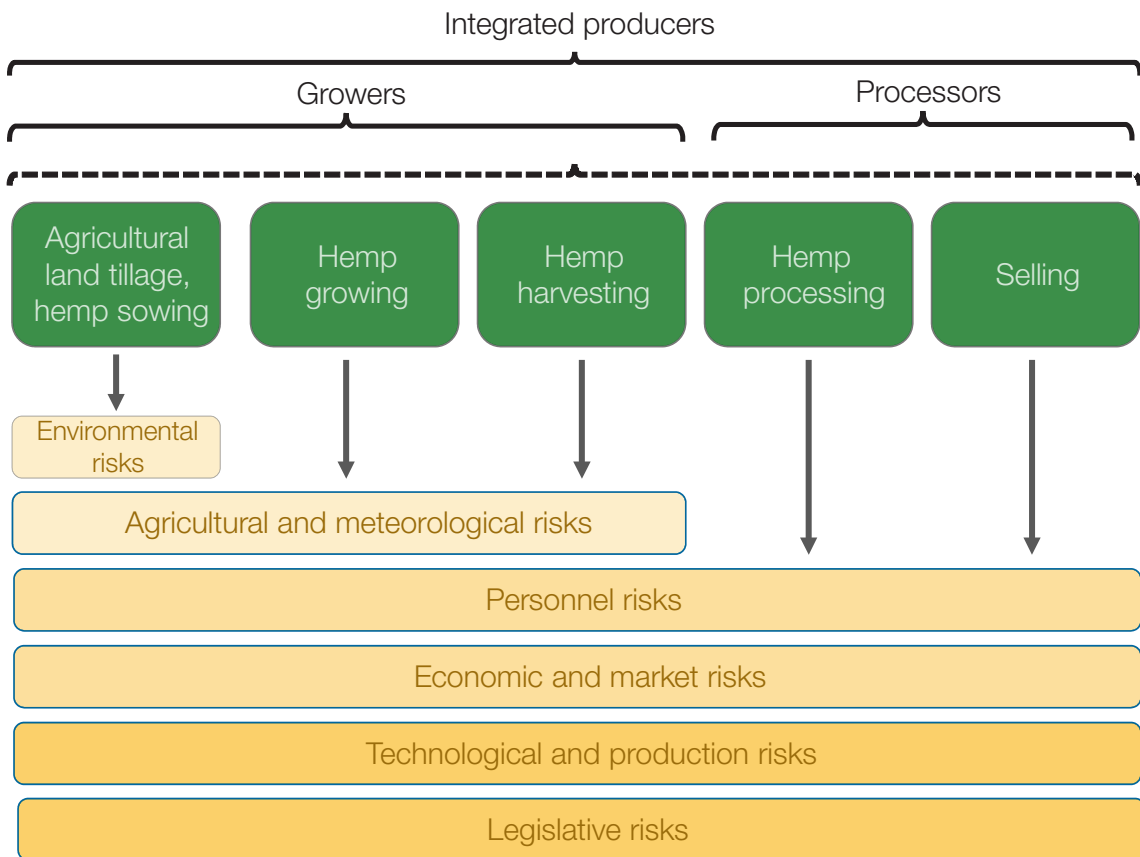 Integrated producers
Growers
Processors
Agricultural
land tillage,
hemp sowing
Hemp
growing
Hemp
harvesting
Hemp
processing
Selling
Environmental
risks
Agricultural and meteorological risks
Personnel risks
Economic and market risks
Technological and production risks
Legislative risks